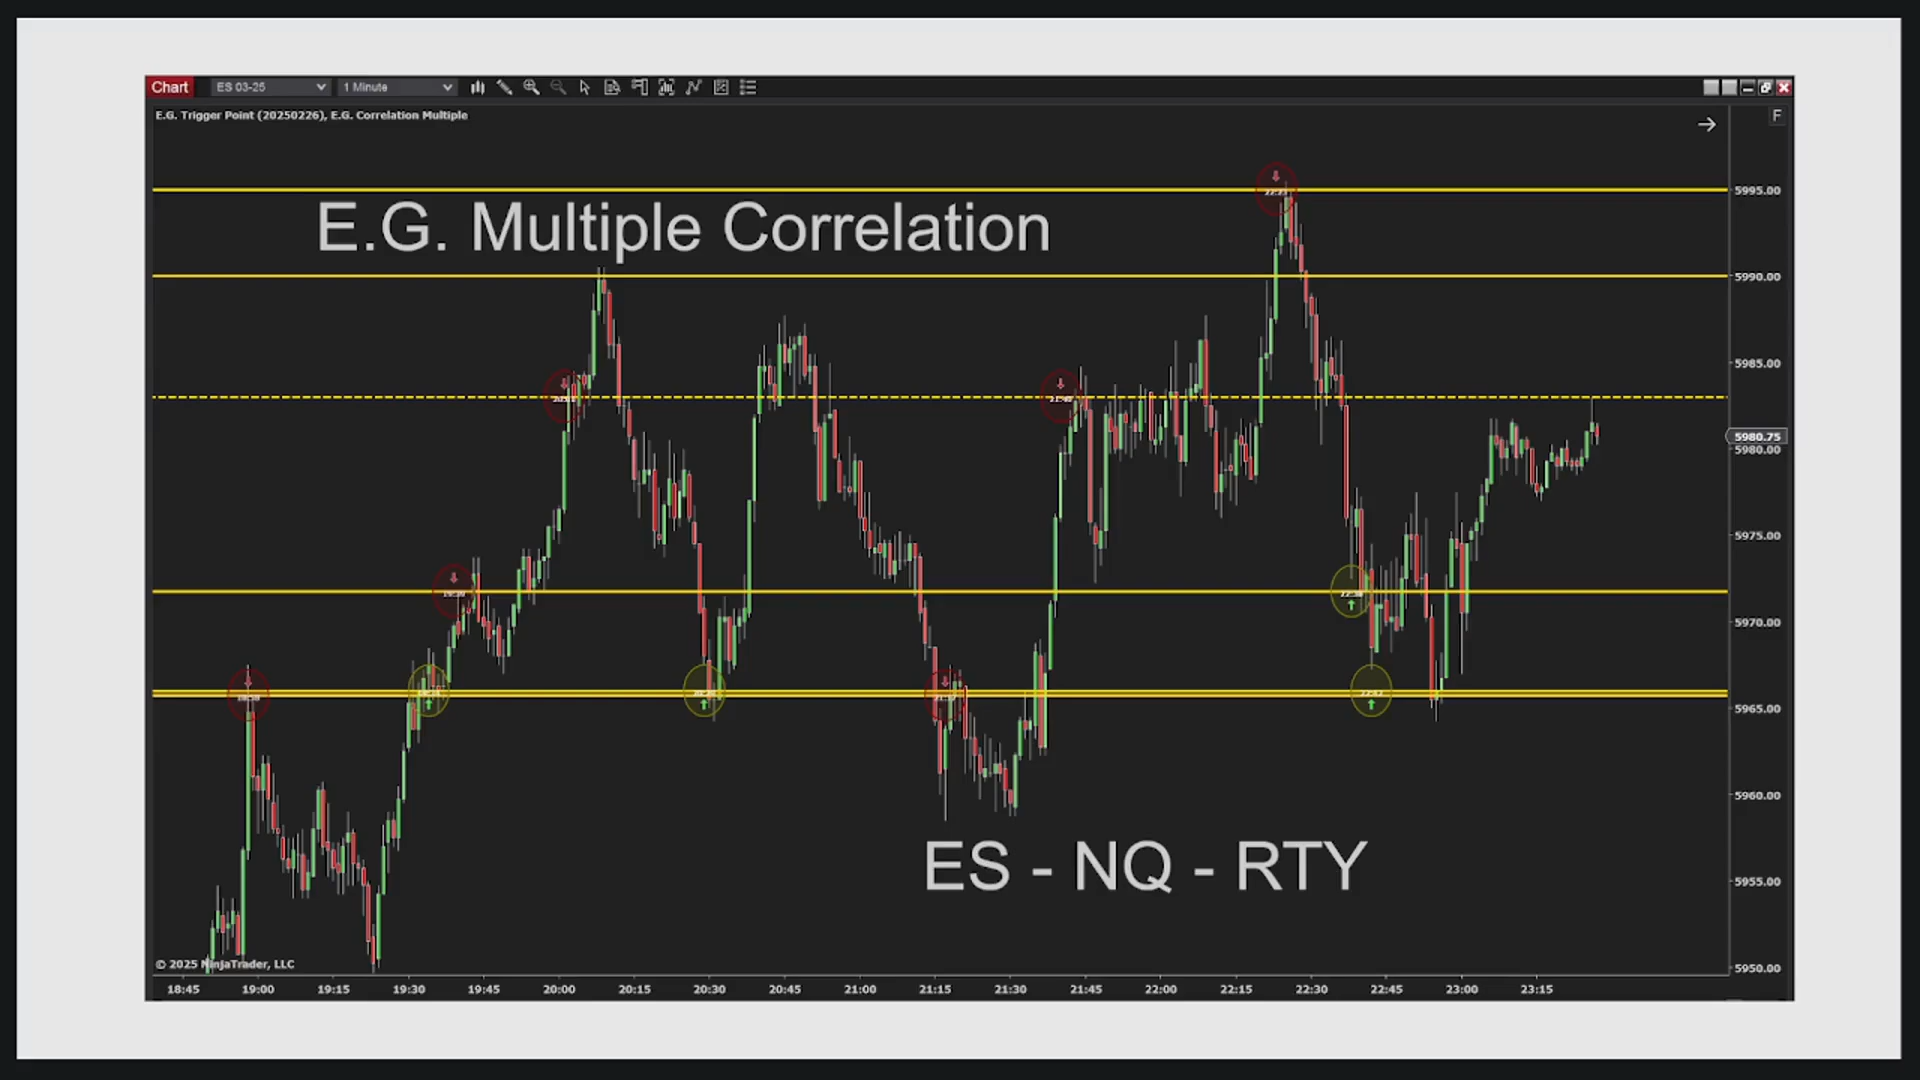 Chart ES 03-25 1 Minute
E.G. Trigger Point (20250226), E.G. Correlation Multiple
F
E.G. Multiple Correlation
ES - NQ - RTY
5995.00
5990.00
5985.00
5980.75
5980.00
5975.00
5970.00
5965.00
5960.00
5955.00
5950.00
© 2025 NinjaTrader, LLC
18:45 19:00 19:15 19:30 19:45 20:00 20:15 20:30 20:45 21:00 21:15 21:30 21:45 22:00 22:15 22:30 22:45 23:00 23:15